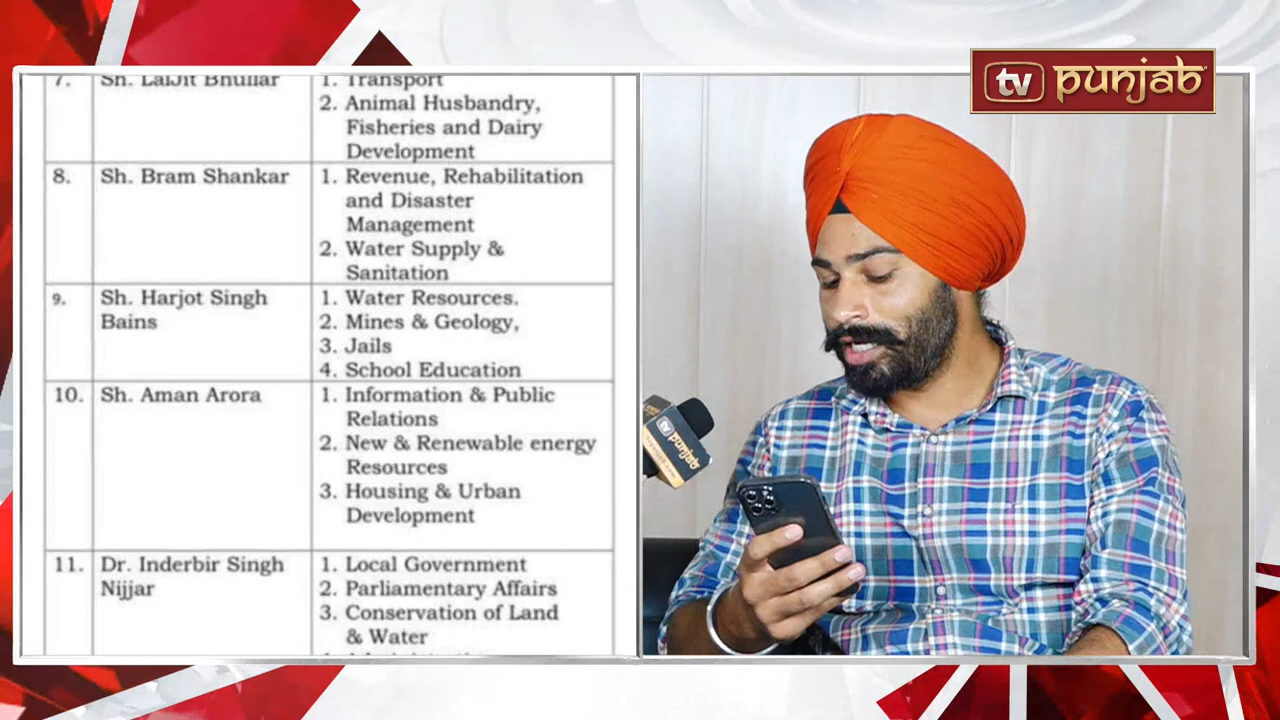 7. Sh. LalJit Bhullar 1. Transport
2. Animal Husbandry,
Fisheries and Dairy
Development
8. Sh. Bram Shankar 1. Revenue, Rehabilitation
and Disaster
Management
2. Water Supply &
Sanitation
9. Sh. Harjot Singh 1. Water Resources.
Bains 2. Mines & Geology,
3. Jails
4. School Education
10. Sh. Aman Arora 1. Information & Public
Relations
2. New & Renewable energy
Resources
3. Housing & Urban
Development
11. Dr. Inderbir Singh 1. Local Government
Nijjar 2. Parliamentary Affairs
3. Conservation of Land
& Water
tv punjab
tv punjab